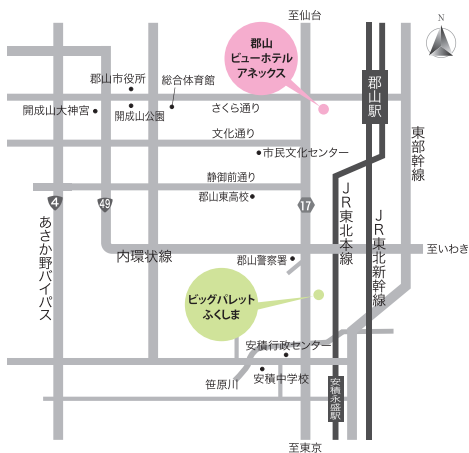 至仙台
N
郡山
ビューホテル
アネックス
郡山市役所
総合体育館
郡山駅
開成山大神宮
開成山公園
さくら通り
文化通り
東部幹線
市民文化センター
静御前通り
4
49
郡山東高校
17
JR東北本線
JR東北新幹線
あさか野バイパス
内環状線
郡山警察署
至いわき
ビッグパレット
ふくしま
安積行政センター
笹原川
安積中学校
安積永盛駅
至東京